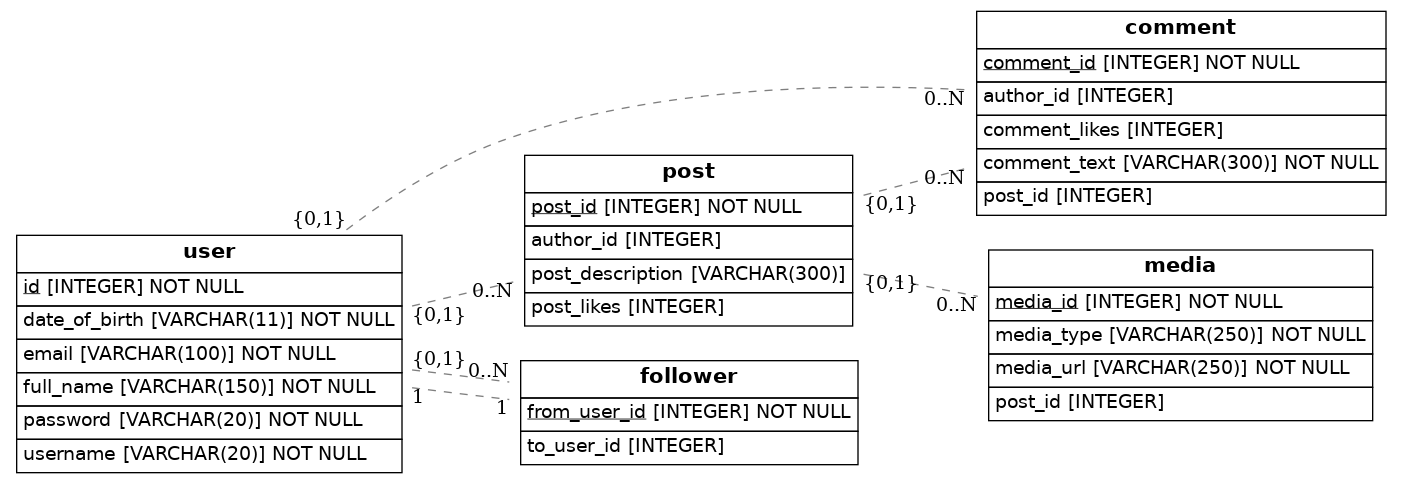 comment
comment_id [INTEGER] NOT NULL
author_id [INTEGER]
comment_likes [INTEGER]
comment_text [VARCHAR(300)] NOT NULL
post_id [INTEGER]
0..N
{0,1}
post
post_id [INTEGER] NOT NULL
author_id [INTEGER]
post_description [VARCHAR(300)]
post_likes [INTEGER]
0..N
{0,1}
user
id [INTEGER] NOT NULL
date_of_birth [VARCHAR(11)] NOT NULL
email [VARCHAR(100)] NOT NULL
full_name [VARCHAR(150)] NOT NULL
password [VARCHAR(20)] NOT NULL
username [VARCHAR(20)] NOT NULL
0..N
{0,1}
{0,1}
0..N
media
media_id [INTEGER] NOT NULL
media_type [VARCHAR(250)] NOT NULL
media_url [VARCHAR(250)] NOT NULL
post_id [INTEGER]
{0,1}
0..N
1
1
follower
from_user_id [INTEGER] NOT NULL
to_user_id [INTEGER]